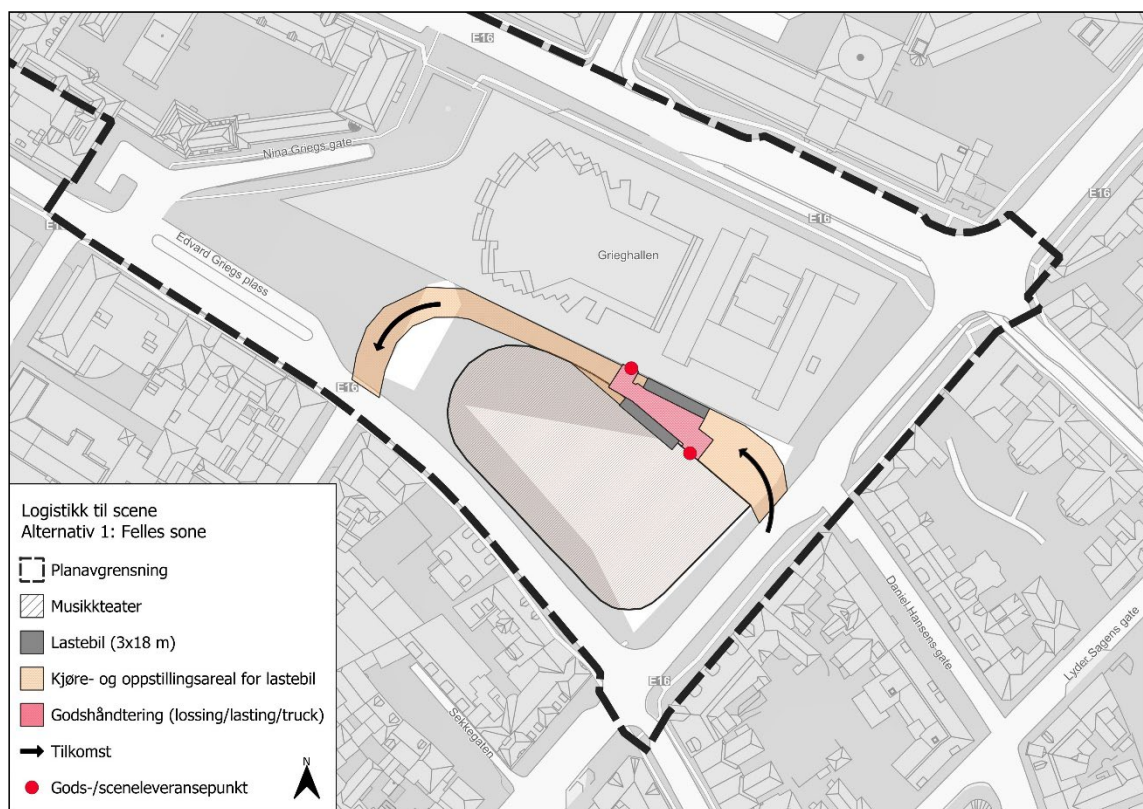 E16
Nina Griegs gate
E16
Grieghallen
Edvard Griegs plass
E16
E16
Daniel Hansens gate
Lyder Sagens gate
Sekkegaten
E16
Logistikk til scene
Alternativ 1: Felles sone
Planavgrensning
Musikkteater
Lastebil (3x18 m)
Kjøre- og oppstillingsareal for lastebil
Godshåndtering (lossing/lasting/truck)
Tilkomst
Gods-/sceneleveransepunkt
N